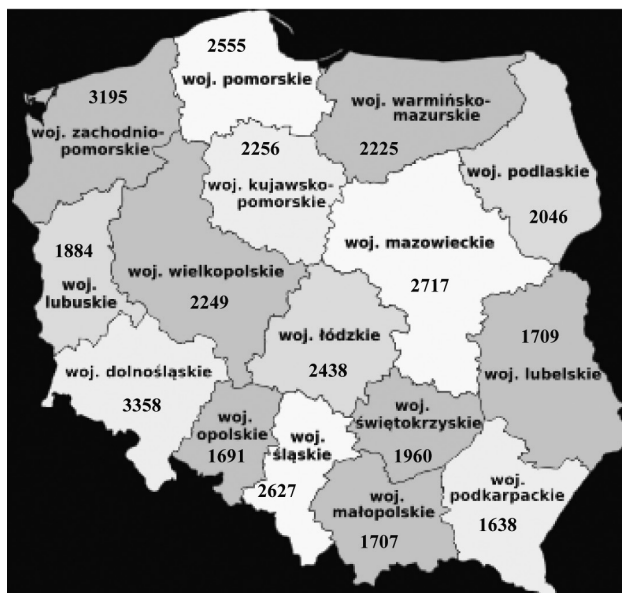 2555
woj. pomorskie
3195
woj. zachodnio-
pomorskie
woj. warmińsko-
mazurskie
2225
2256
woj. kujawsko-
pomorskie
woj. podlaskie
2046
1884
woj.
lubuskie
woj. wielkopolskie
2249
woj. mazowieckie
2717
woj. łódzkie
2438
1709
woj. lubelskie
woj. dolnośląskie
3358
woj.
opolskie
1691
woj.
śląskie
2627
woj.
świętokrzyskie
1960
woj.
małopolskie
1707
woj.
podkarpackie
1638